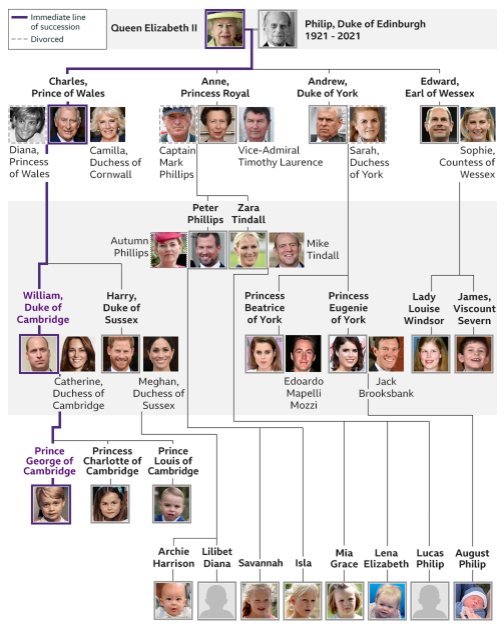 Immediate line
of succession
Divorced
Queen Elizabeth II
Philip, Duke of Edinburgh
1921 - 2021
Charles,
Prince of Wales
Anne,
Princess Royal
Andrew,
Duke of York
Edward,
Earl of Wessex
Diana,
Princess
of Wales
Camilla,
Duchess of
Cornwall
Captain
Mark
Phillips
Vice-Admiral
Timothy Laurence
Sarah,
Duchess
of York
Sophie,
Countess of
Wessex
Peter
Phillips
Zara
Tindall
Autumn
Phillips
Mike
Tindall
William,
Duke of
Cambridge
Harry,
Duke of
Sussex
Princess
Beatrice
of York
Princess
Eugenie
of York
Lady
Louise
Windsor
James,
Viscount
Severn
Catherine,
Duchess of
Cambridge
Meghan,
Duchess of
Sussex
Edoardo
Mapelli
Mozzi
Jack
Brooksbank
Prince
George of
Cambridge
Princess
Charlotte of
Cambridge
Prince
Louis of
Cambridge
Archie
Harrison
Lilibet
Diana
Savannah
Isla
Mia
Grace
Lena
Elizabeth
Lucas
Philip
August
Philip